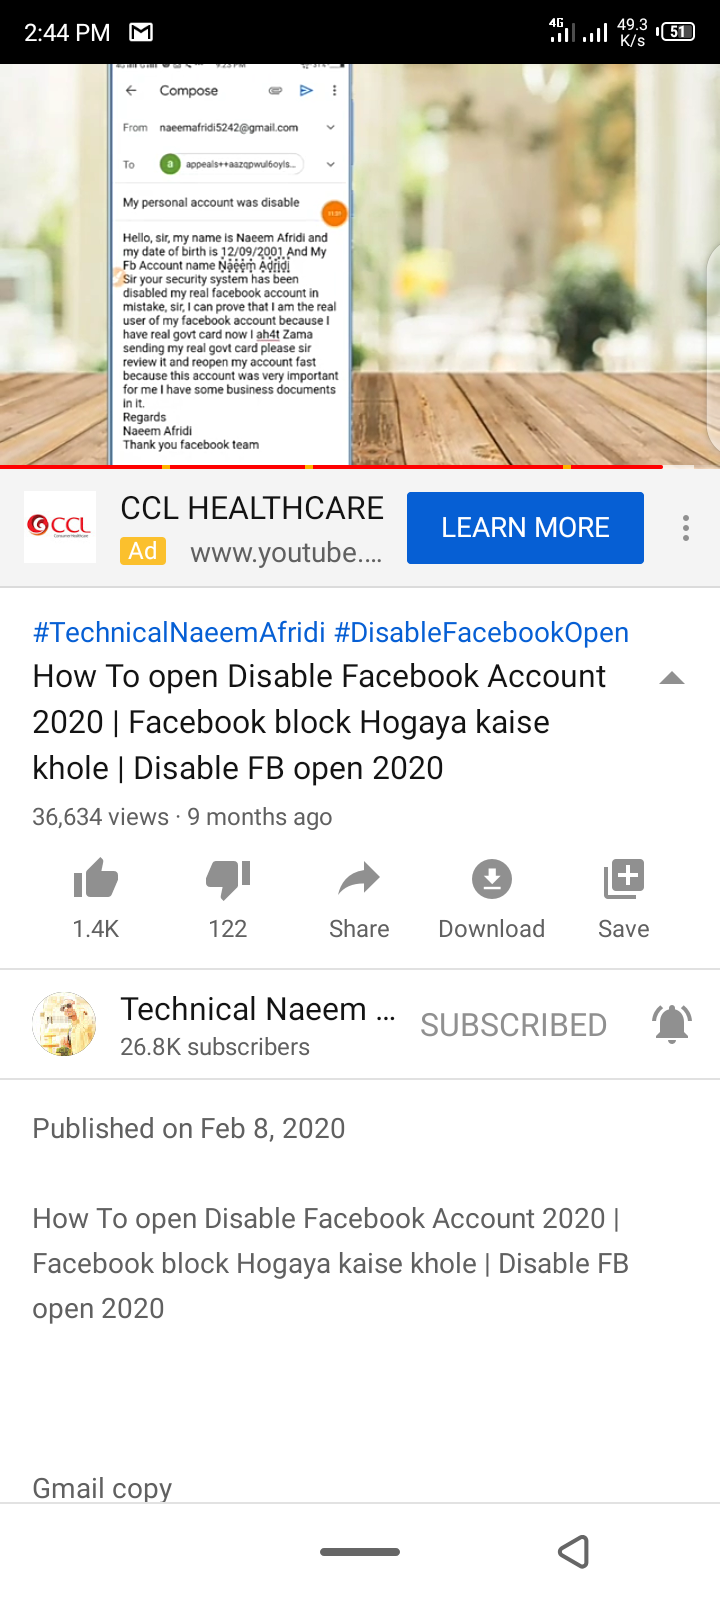 2:44 PM
4G
49.3
K/s
51
Compose
From naeemafridi5242@gmail.com
To a appeals++aazqpwul6oyls...
My personal account was disable
Hello, sir, my name is Naeem Afridi and
my date of birth is 12/09/2001 And My
Fb Account name Naeem Adridi
Sir your security system has been
disabled my real facebook account in
mistake, sir, I can prove that I am the real
user of my facebook account because I
have real govt card now I ah4t Zama
sending my real govt card please sir
review it and reopen my account fast
because this account was very important
for me I have some business documents
in it.
Regards
Naeem Afridi
Thank you facebook team
CCL
CCL HEALTHCARE
Ad www.youtube....
LEARN MORE
#TechnicalNaeemAfridi #DisableFacebookOpen
How To open Disable Facebook Account
2020 | Facebook block Hogaya kaise
khole | Disable FB open 2020
36,634 views · 9 months ago
1.4K
122
Share
Download
Save
Technical Naeem ...
26.8K subscribers
SUBSCRIBED
Published on Feb 8, 2020
How To open Disable Facebook Account 2020 |
Facebook block Hogaya kaise khole | Disable FB
open 2020
Gmail copy